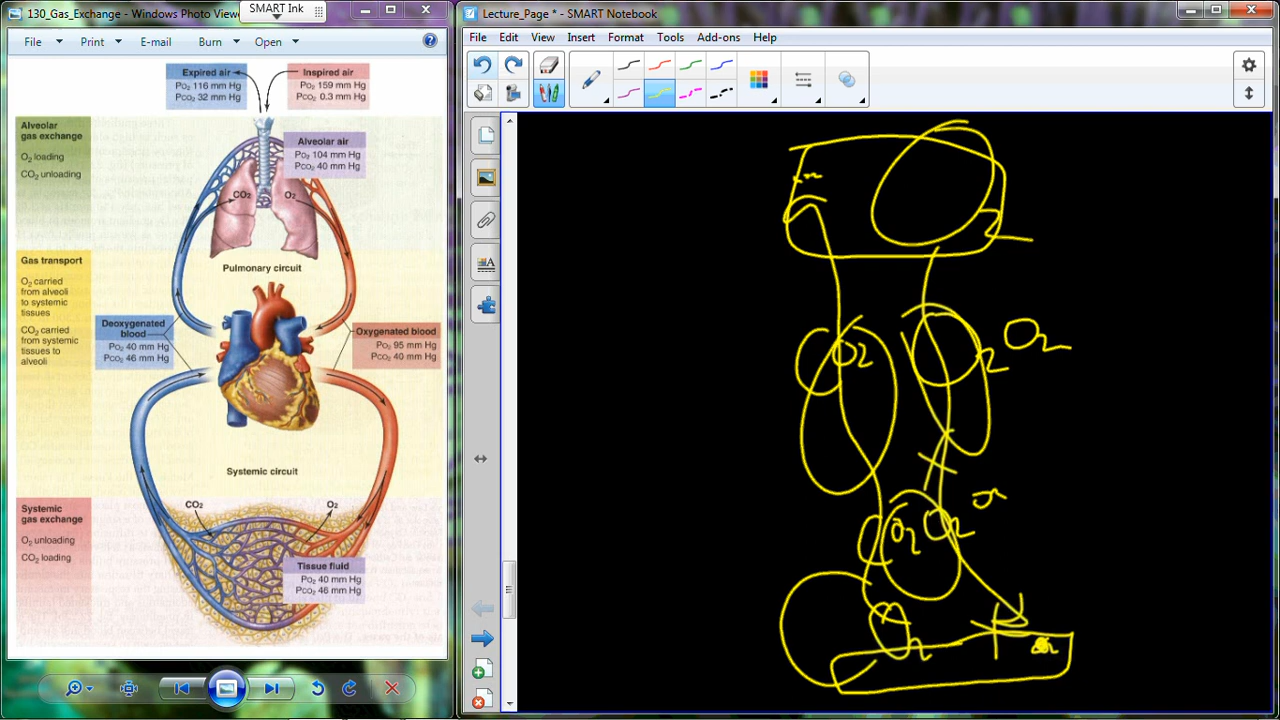 130_Gas_Exchange - Windows Photo View
SMART Ink
File Print E-mail Burn Open
Expired air
PO2 116 mm Hg
PCO2 32 mm Hg
Inspired air
PO2 159 mm Hg
PCO2 0.3 mm Hg
Alveolar
gas exchange
O2 loading
CO2 unloading
Alveolar air
PO2 104 mm Hg
PCO2 40 mm Hg
CO2
O2
Pulmonary circuit
Gas transport
O2 carried
from alveoli
to systemic
tissues
CO2 carried
from systemic
tissues to
alveoli
Deoxygenated
blood
PO2 40 mm Hg
PCO2 46 mm Hg
Oxygenated blood
PO2 95 mm Hg
PCO2 40 mm Hg
Systemic circuit
Systemic
gas exchange
O2 unloading
CO2 loading
CO2
O2
Tissue fluid
PO2 40 mm Hg
PCO2 46 mm Hg
Lecture_Page * - SMART Notebook
File Edit View Insert Format Tools Add-ons Help
O2
O2
O2
O2